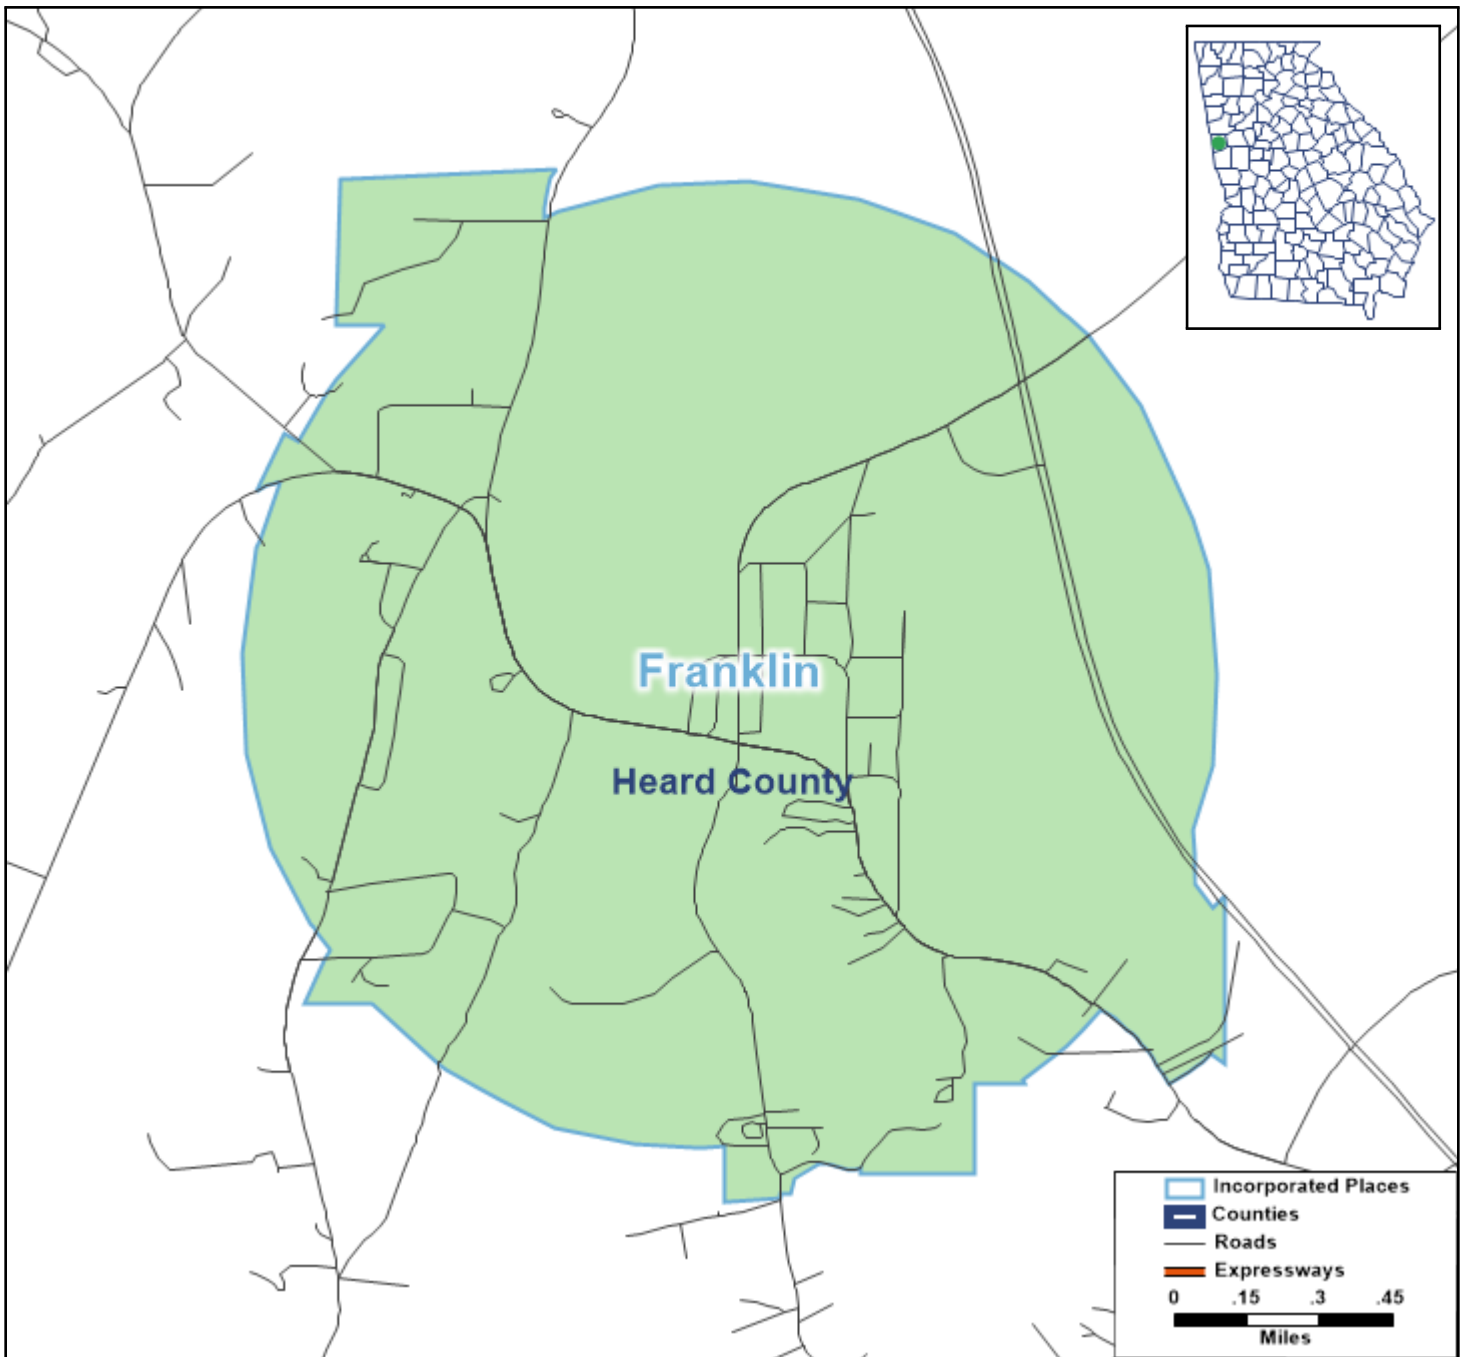 Franklin
Heard County
Incorporated Places
Counties
Roads
Expressways
0 .15 .3 .45
Miles